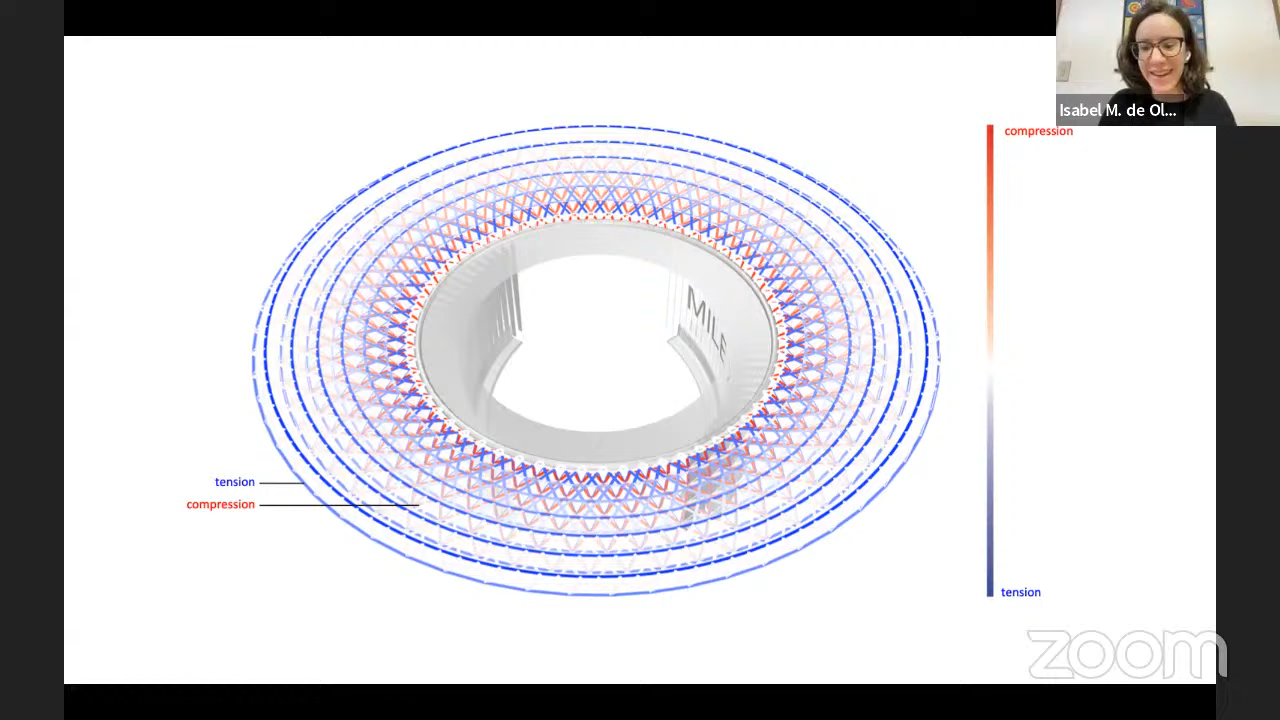 Isabel M. de Ol...
compression
MILE
tension
compression
tension
zoom